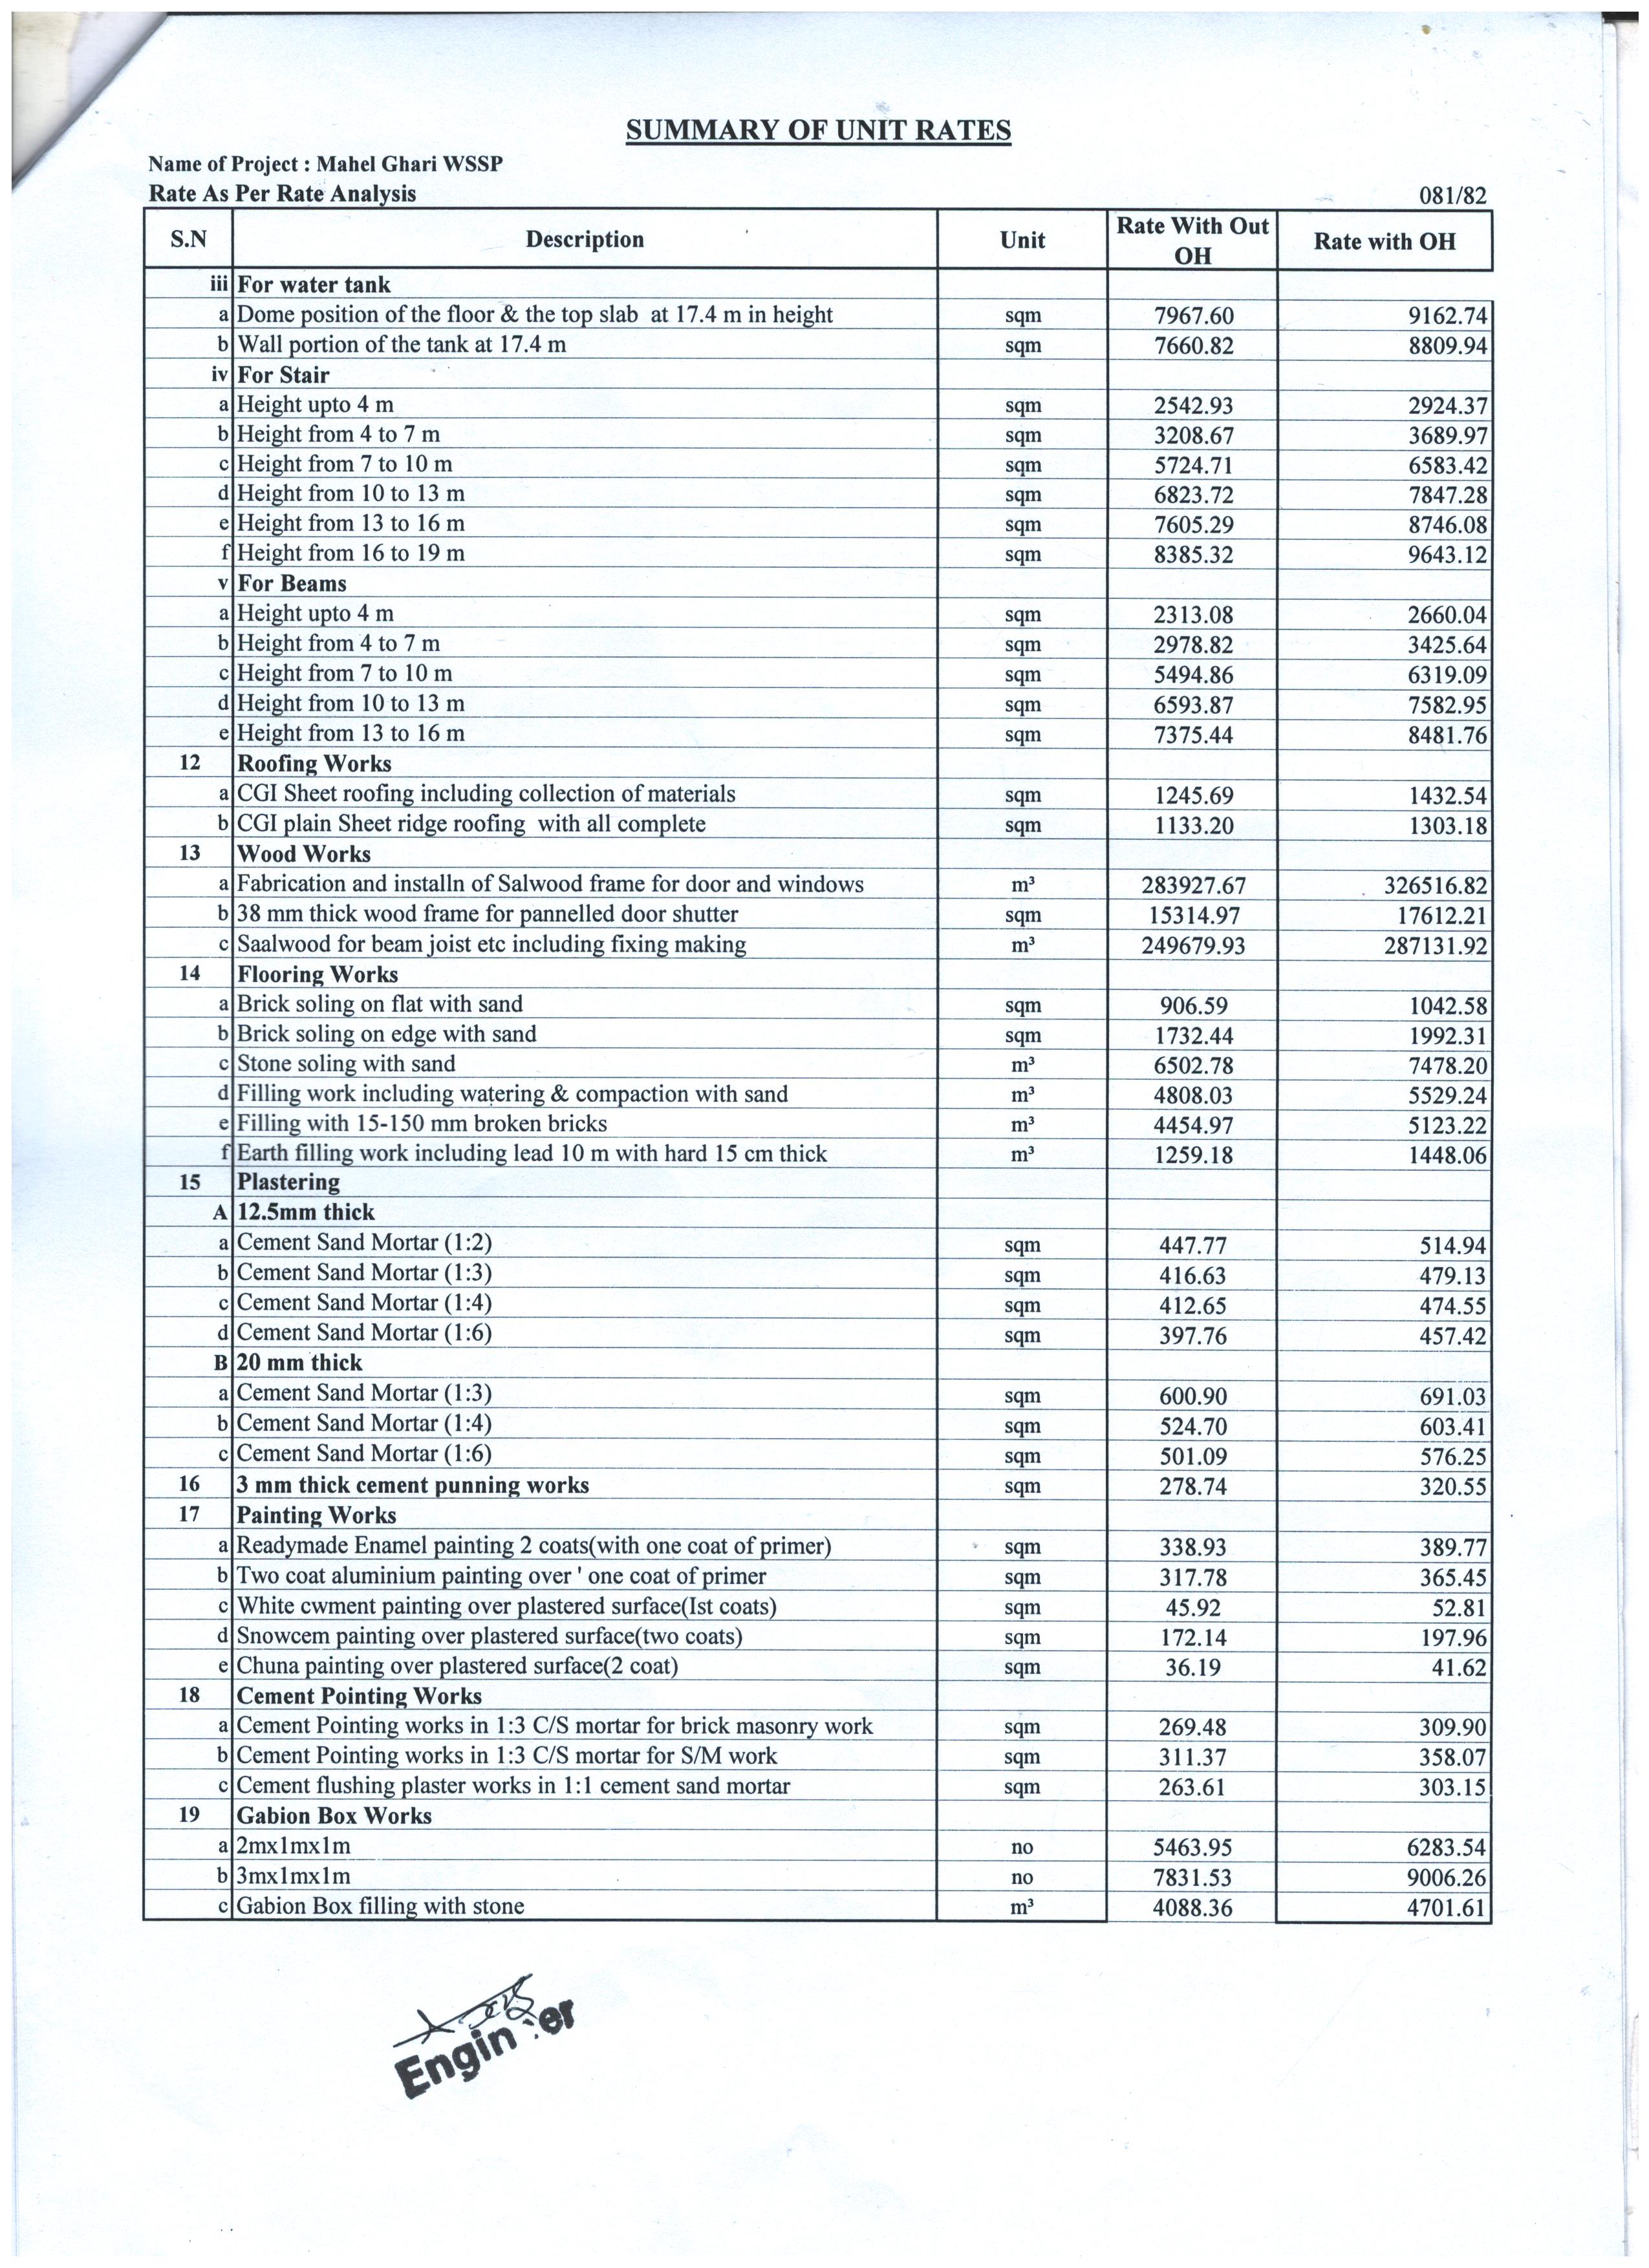 SUMMARY OF UNIT RATES
Name of Project : Mahel Ghari WSSP
Rate As Per Rate Analysis 081/82
S.N Description Unit Rate With Out OH Rate with OH
iii For water tank
a Dome position of the floor & the top slab at 17.4 m in height sqm 7967.60 9162.74
b Wall portion of the tank at 17.4 m sqm 7660.82 8809.94
iv For Stair
a Height upto 4 m sqm 2542.93 2924.37
b Height from 4 to 7 m sqm 3208.67 3689.97
c Height from 7 to 10 m sqm 5724.71 6583.42
d Height from 10 to 13 m sqm 6823.72 7847.28
e Height from 13 to 16 m sqm 7605.29 8746.08
f Height from 16 to 19 m sqm 8385.32 9643.12
v For Beams
a Height upto 4 m sqm 2313.08 2660.04
b Height from 4 to 7 m sqm 2978.82 3425.64
c Height from 7 to 10 m sqm 5494.86 6319.09
d Height from 10 to 13 m sqm 6593.87 7582.95
e Height from 13 to 16 m sqm 7375.44 8481.76
12 Roofing Works
a CGI Sheet roofing including collection of materials sqm 1245.69 1432.54
b CGI plain Sheet ridge roofing with all complete sqm 1133.20 1303.18
13 Wood Works
a Fabrication and installn of Salwood frame for door and windows m³ 283927.67 326516.82
b 38 mm thick wood frame for pannelled door shutter sqm 15314.97 17612.21
c Saalwood for beam joist etc including fixing making m³ 249679.93 287131.92
14 Flooring Works
a Brick soling on flat with sand sqm 906.59 1042.58
b Brick soling on edge with sand sqm 1732.44 1992.31
c Stone soling with sand m³ 6502.78 7478.20
d Filling work including watering & compaction with sand m³ 4808.03 5529.24
e Filling with 15-150 mm broken bricks m³ 4454.97 5123.22
f Earth filling work including lead 10 m with hard 15 cm thick m³ 1259.18 1448.06
15 Plastering
A 12.5mm thick
a Cement Sand Mortar (1:2) sqm 447.77 514.94
b Cement Sand Mortar (1:3) sqm 416.63 479.13
c Cement Sand Mortar (1:4) sqm 412.65 474.55
d Cement Sand Mortar (1:6) sqm 397.76 457.42
B 20 mm thick
a Cement Sand Mortar (1:3) sqm 600.90 691.03
b Cement Sand Mortar (1:4) sqm 524.70 603.41
c Cement Sand Mortar (1:6) sqm 501.09 576.25
16 3 mm thick cement punning works sqm 278.74 320.55
17 Painting Works
a Readymade Enamel painting 2 coats(with one coat of primer) sqm 338.93 389.77
b Two coat aluminium painting over ' one coat of primer sqm 317.78 365.45
c White cwment painting over plastered surface(Ist coats) sqm 45.92 52.81
d Snowcem painting over plastered surface(two coats) sqm 172.14 197.96
e Chuna painting over plastered surface(2 coat) sqm 36.19 41.62
18 Cement Pointing Works
a Cement Pointing works in 1:3 C/S mortar for brick masonry work sqm 269.48 309.90
b Cement Pointing works in 1:3 C/S mortar for S/M work sqm 311.37 358.07
c Cement flushing plaster works in 1:1 cement sand mortar sqm 263.61 303.15
19 Gabion Box Works
a 2mx1mx1m no 5463.95 6283.54
b 3mx1mx1m no 7831.53 9006.26
c Gabion Box filling with stone m³ 4088.36 4701.61
Engineer